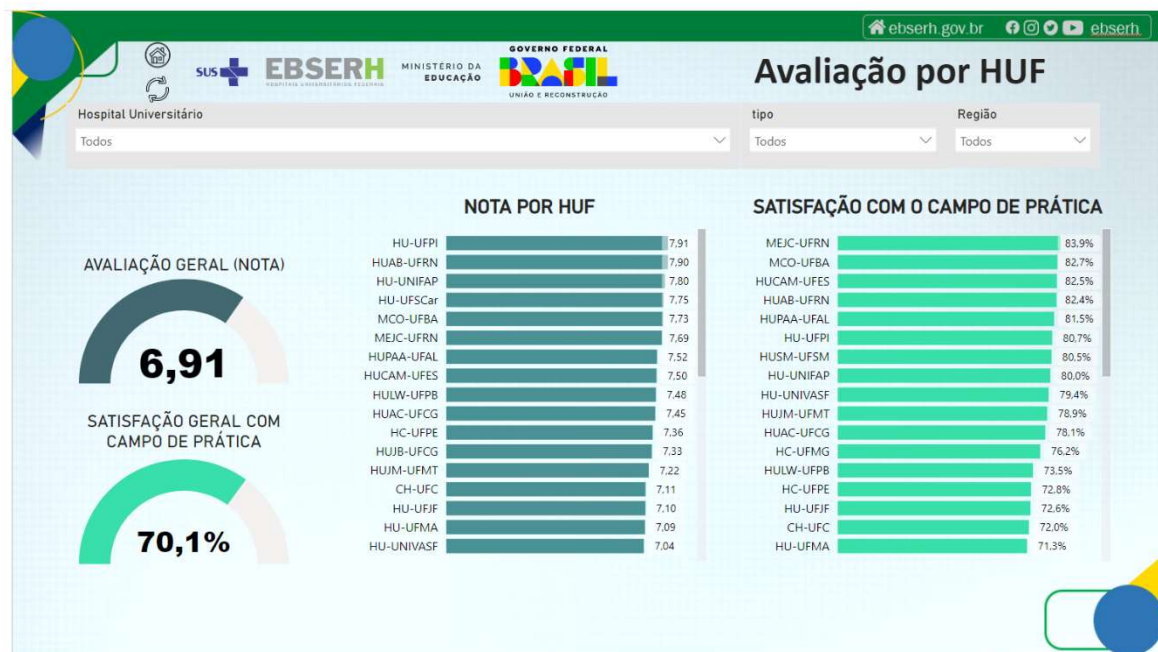 ebserh.gov.br ebserh
SUS
EBSERH
HOSPITAIS UNIVERSITÁRIOS FEDERAIS
MINISTÉRIO DA
EDUCAÇÃO
GOVERNO FEDERAL
BRASIL
UNIÃO E RECONSTRUÇÃO
Avaliação por HUF
Hospital Universitário
Todos
tipo
Todos
Região
Todos
AVALIAÇÃO GERAL (NOTA)
6,91
SATISFAÇÃO GERAL COM
CAMPO DE PRÁTICA
70,1%
NOTA POR HUF
HU-UFPI 7,91
HUAB-UFRN 7,90
HU-UNIFAP 7,80
HU-UFSCar 7,75
MCO-UFBA 7,73
MEJC-UFRN 7,69
HUPAA-UFAL 7,52
HUCAM-UFES 7,50
HULW-UFPB 7,48
HUAC-UFCG 7,45
HC-UFPE 7,36
HUJB-UFCG 7,33
HUJM-UFMT 7,22
CH-UFC 7,11
HU-UFJF 7,10
HU-UFMA 7,09
HU-UNIVASF 7,04
SATISFAÇÃO COM O CAMPO DE PRÁTICA
MEJC-UFRN 83,9%
MCO-UFBA 82,7%
HUCAM-UFES 82,5%
HUAB-UFRN 82,4%
HUPAA-UFAL 81,5%
HU-UFPI 80,7%
HUSM-UFSM 80,5%
HU-UNIFAP 80,0%
HU-UNIVASF 79,4%
HUJM-UFMT 78,9%
HUAC-UFCG 78,1%
HC-UFMG 76,2%
HULW-UFPB 73,5%
HC-UFPE 72,8%
HU-UFJF 72,6%
CH-UFC 72,0%
HU-UFMA 71,3%